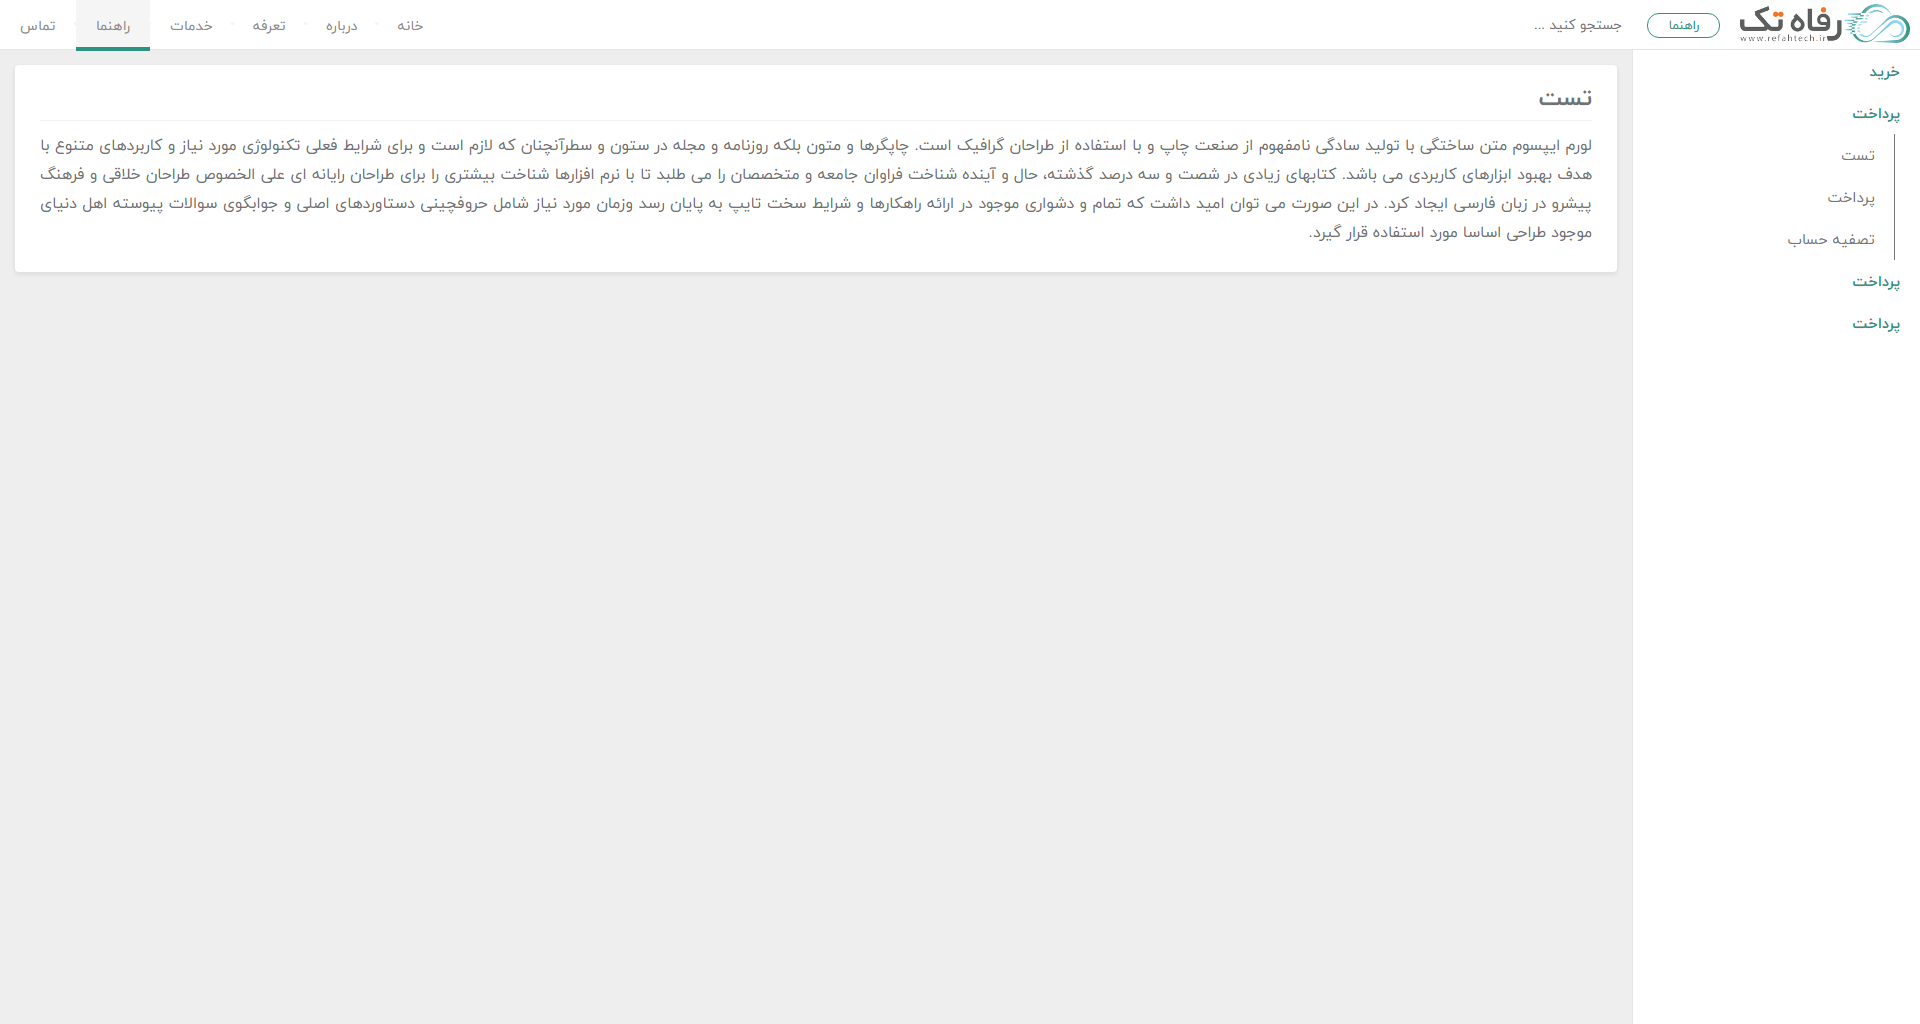 رفاه تک
www.refahtech.ir
راهنما
جستجو کنید ...
خانه
درباره
تعرفه
خدمات
راهنما
تماس
خرید
پرداخت
تست
پرداخت
تصفیه حساب
پرداخت
پرداخت
تست
لورم ایپسوم متن ساختگی با تولید سادگی نامفهوم از صنعت چاپ و با استفاده از طراحان گرافیک است. چاپگرها و متون بلکه روزنامه و مجله در ستون و سطرآنچنان که لازم است و برای شرایط فعلی تکنولوژی مورد نیاز و کاربردهای متنوع با
هدف بهبود ابزارهای کاربردی می باشد. کتابهای زیادی در شصت و سه درصد گذشته، حال و آینده شناخت فراوان جامعه و متخصصان را می طلبد تا با نرم افزارها شناخت بیشتری را برای طراحان رایانه ای علی الخصوص طراحان خلاقی و فرهنگ
پیشرو در زبان فارسی ایجاد کرد. در این صورت می توان امید داشت که تمام و دشواری موجود در ارائه راهکارها و شرایط سخت تایپ به پایان رسد وزمان مورد نیاز شامل حروفچینی دستاوردهای اصلی و جوابگوی سوالات پیوسته اهل دنیای
موجود طراحی اساسا مورد استفاده قرار گیرد.